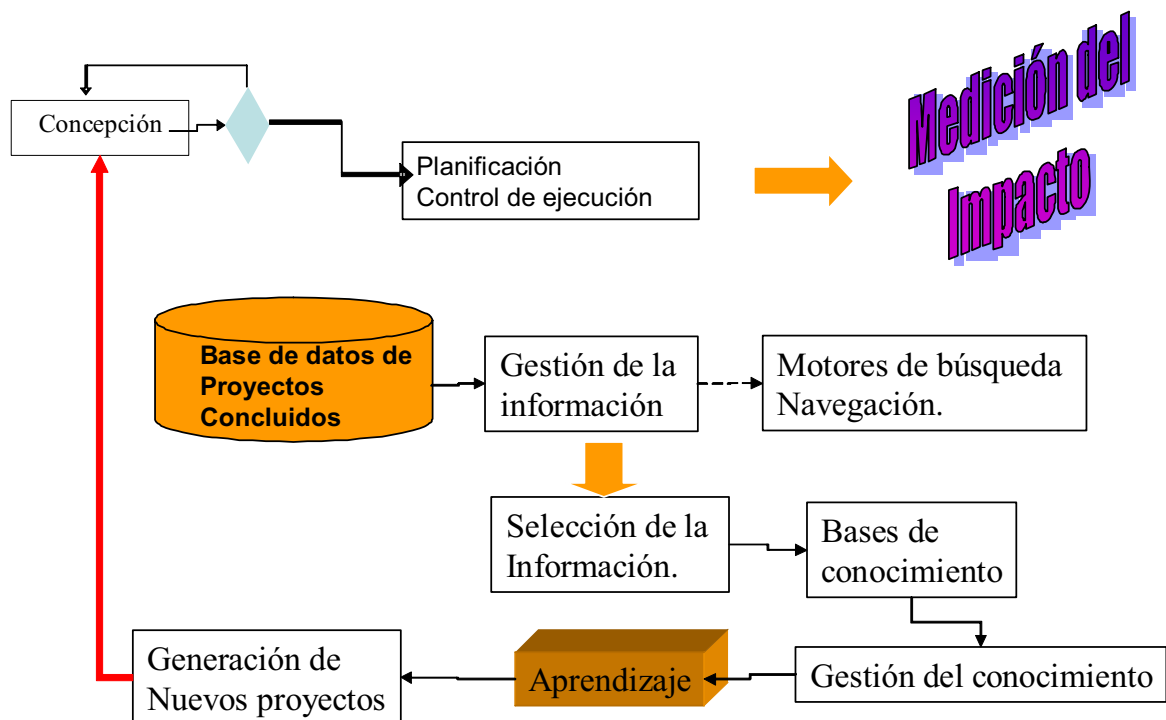 Concepción
Planificación
Control de ejecución
Medición del
Impacto
Base de datos de
Proyectos
Concluidos
Gestión de la
información
Motores de búsqueda
Navegación.
Selección de la
Información.
Bases de
conocimiento
Generación de
Nuevos proyectos
Aprendizaje
Gestión del conocimiento